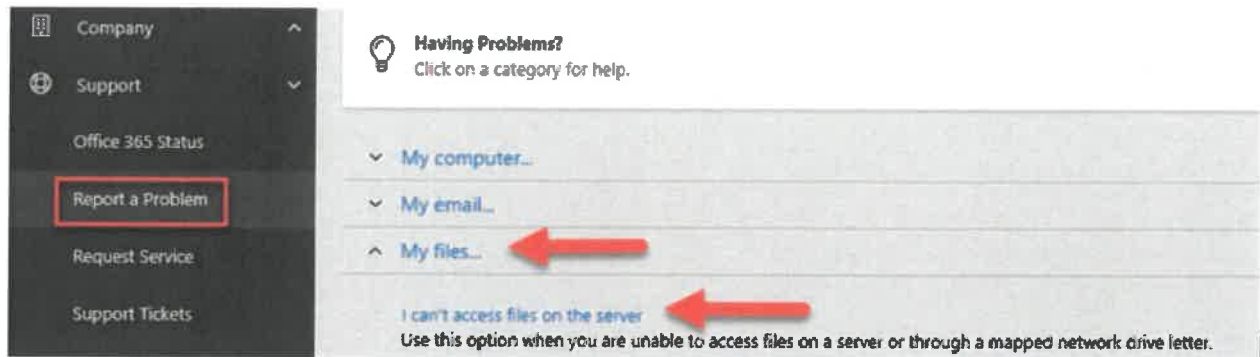 Company
Support
Office 365 Status
Report a Problem
Request Service
Support Tickets
Having Problems?
Click on a category for help.
My computer...
My email...
My files...
I can't access files on the server
Use this option when you are unable to access files on a server or through a mapped network drive letter.